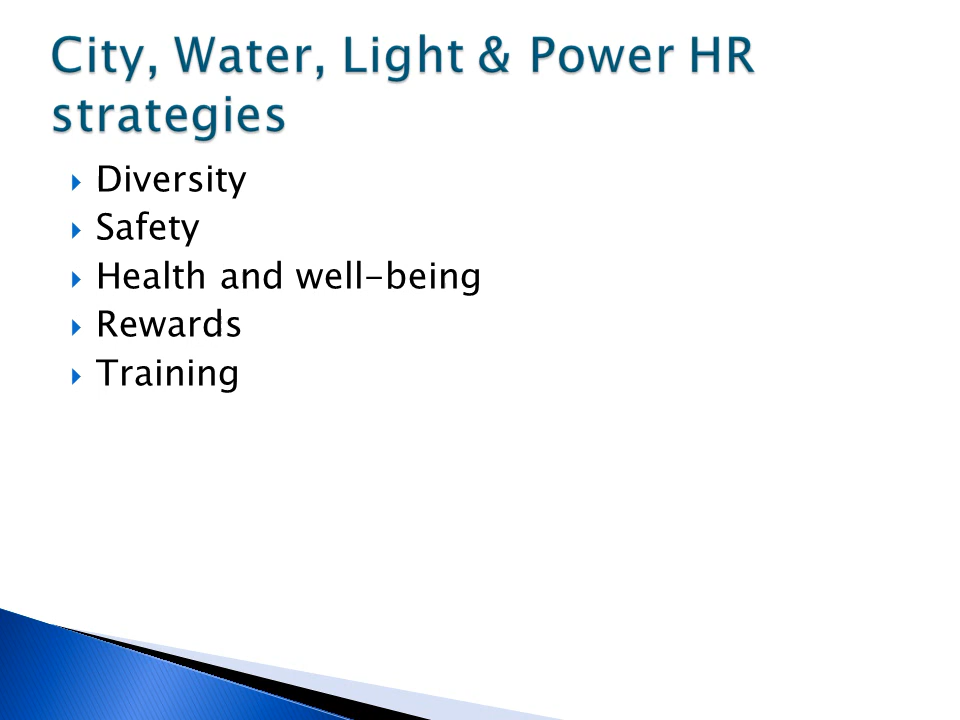 City, Water, Light & Power HR
strategies
Diversity
Safety
Health and well-being
Rewards
Training